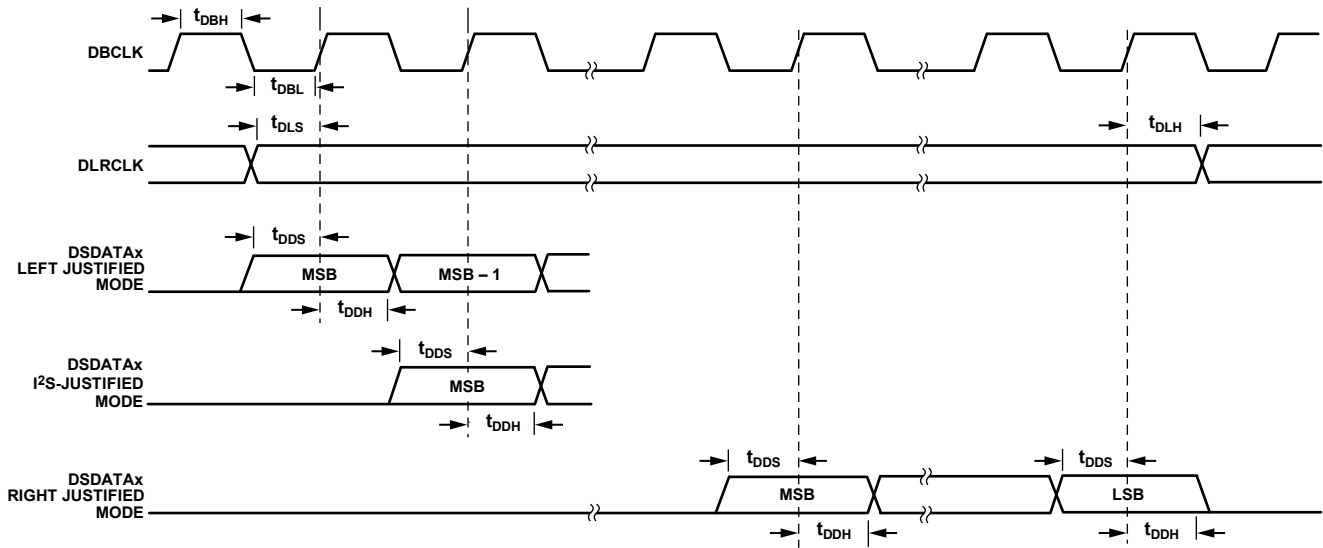 tDBH
DBCLK
tDBL
tDLS
tDLH
DLRCLK
tDDS
DSDATAx
LEFT JUSTIFIED
MODE
MSB
MSB – 1
tDDH
tDDS
DSDATAx
I²S-JUSTIFIED
MODE
MSB
tDDH
tDDS
tDDS
DSDATAx
RIGHT JUSTIFIED
MODE
MSB
LSB
tDDH
tDDH